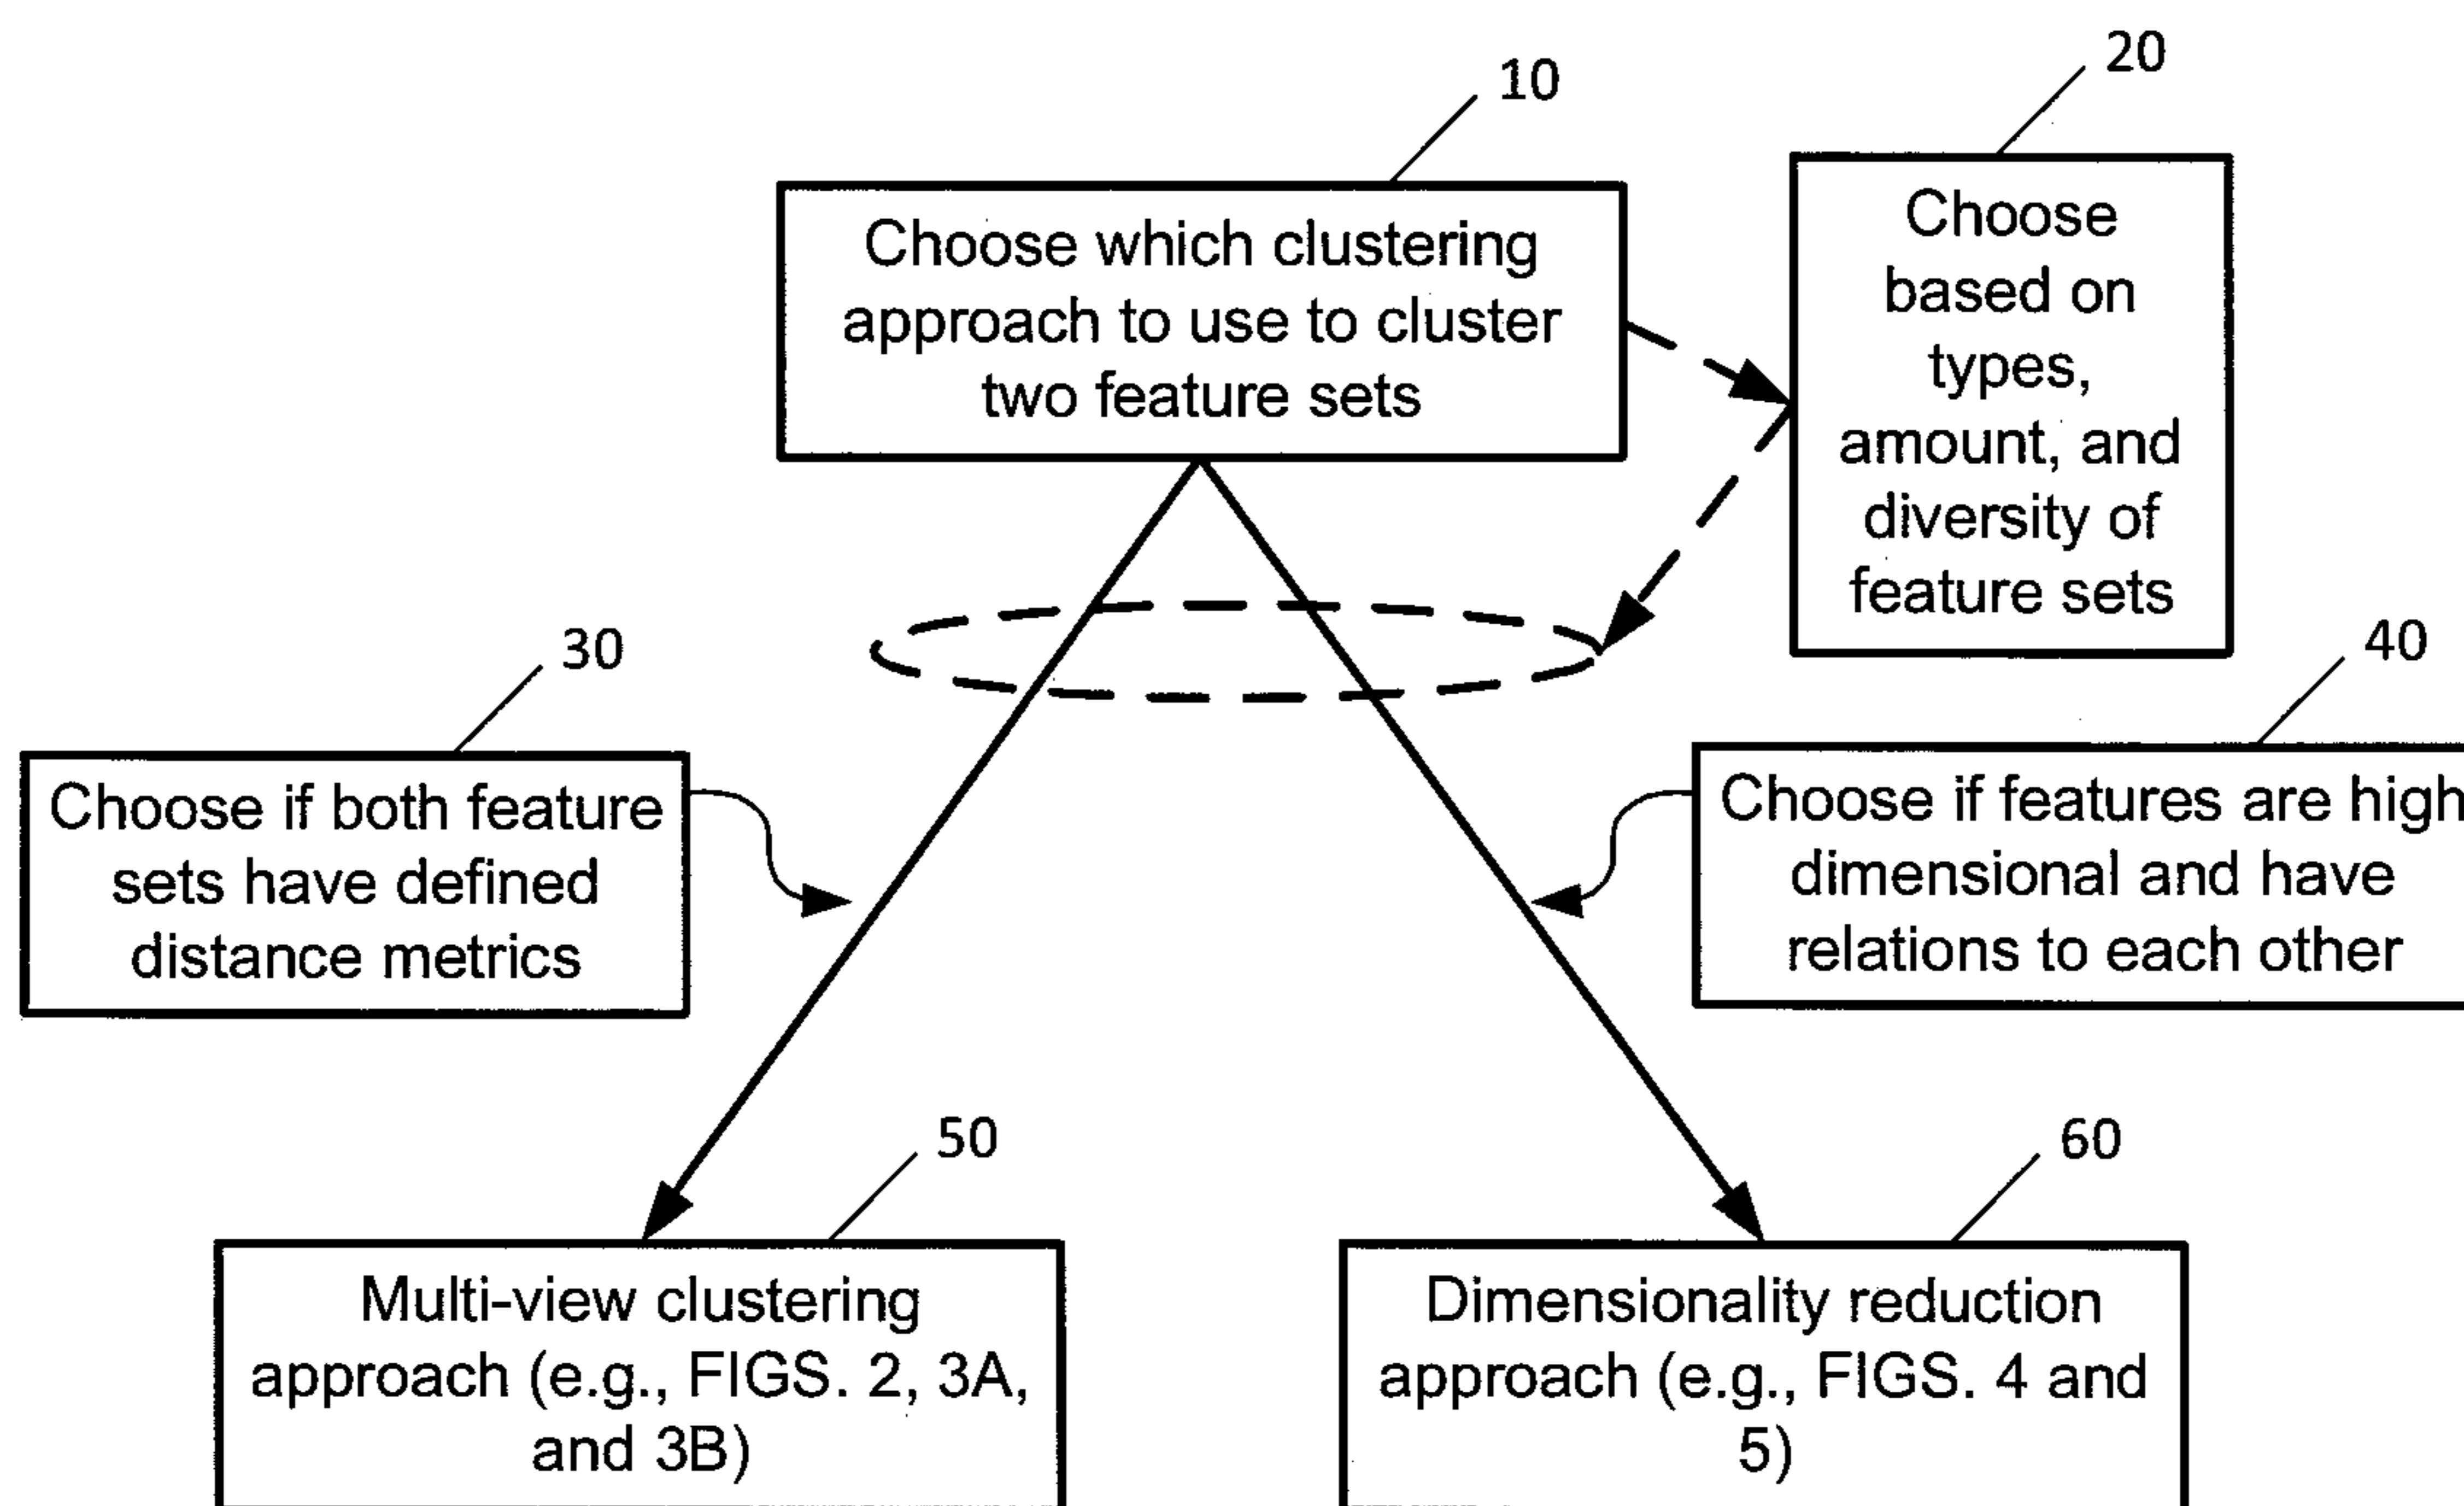 10
20
Choose which clustering
approach to use to cluster
two feature sets
Choose
based on
types,
amount, and
diversity of
feature sets
30
40
Choose if both feature
sets have defined
distance metrics
Choose if features are high
dimensional and have
relations to each other
50
60
Multi-view clustering
approach (e.g., FIGS. 2, 3A,
and 3B)
Dimensionality reduction
approach (e.g., FIGS. 4 and
5)